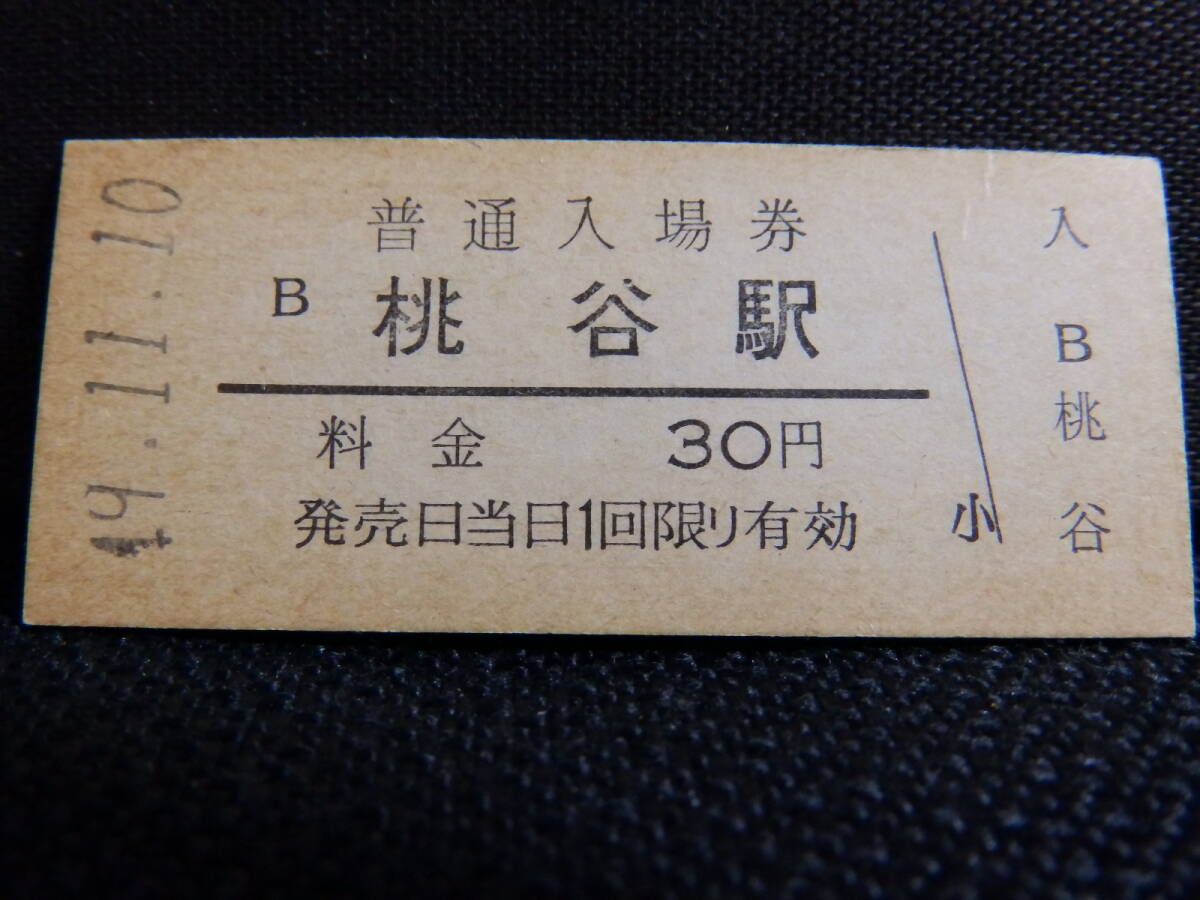 49.11.10
普通入場券
B 桃谷駅
料金 30円
発売日当日1回限り有効
小
入
B
桃
谷